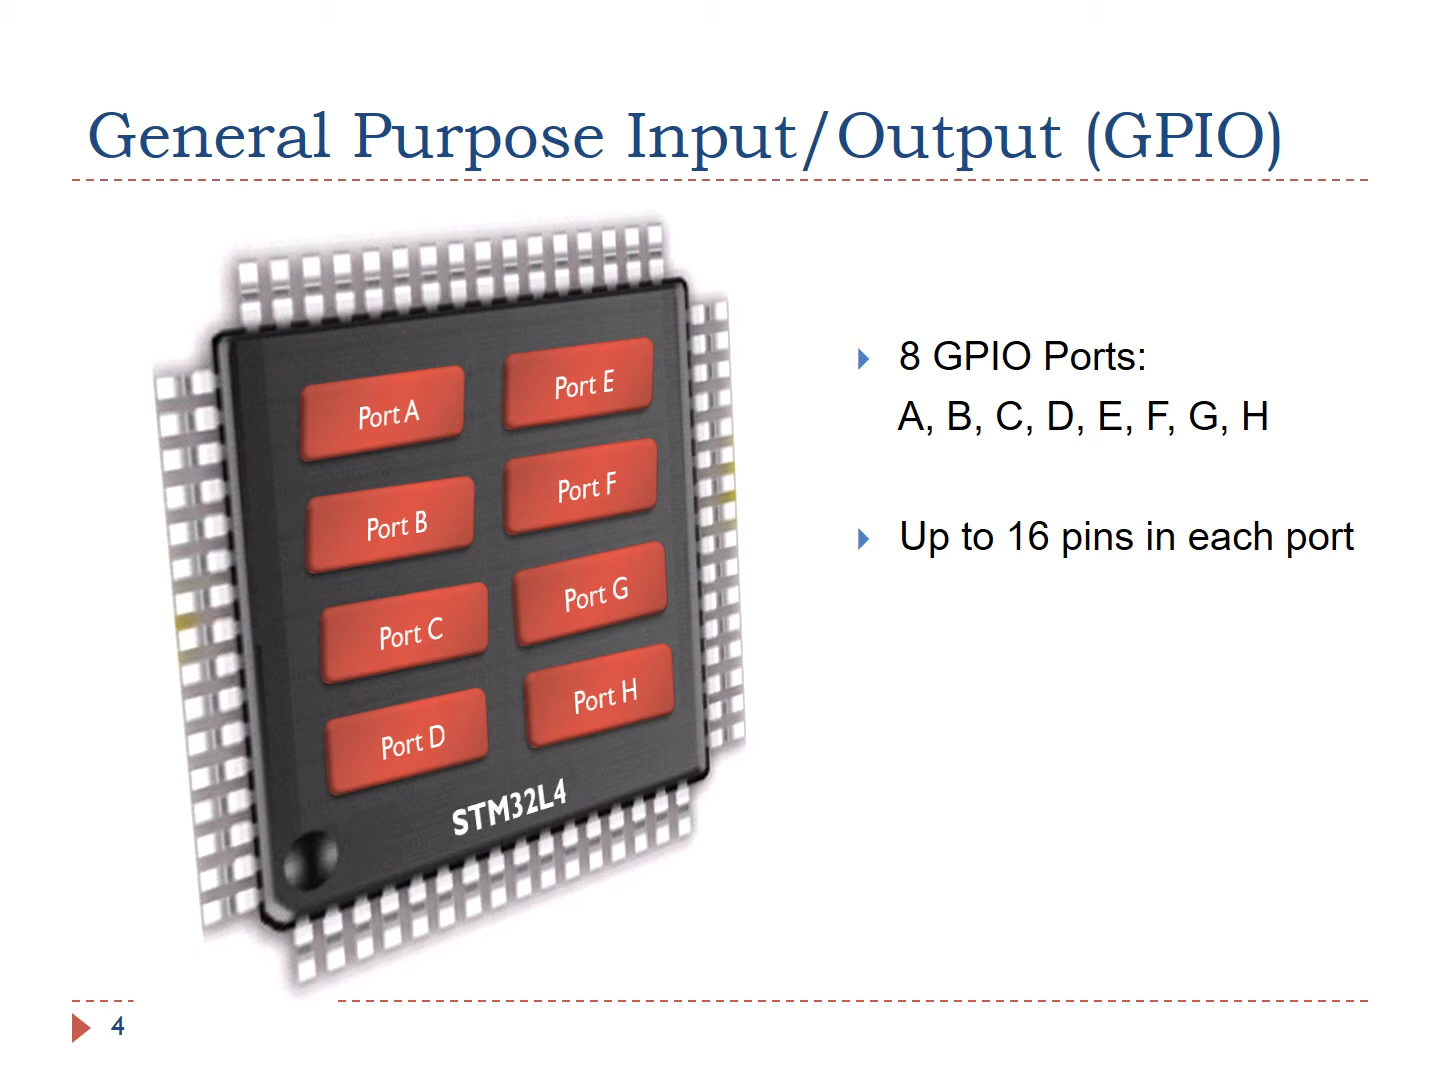 General Purpose Input/Output (GPIO)
Port A
Port E
Port B
Port F
Port C
Port G
Port D
Port H
STM32L4
8 GPIO Ports:
A, B, C, D, E, F, G, H
Up to 16 pins in each port
4